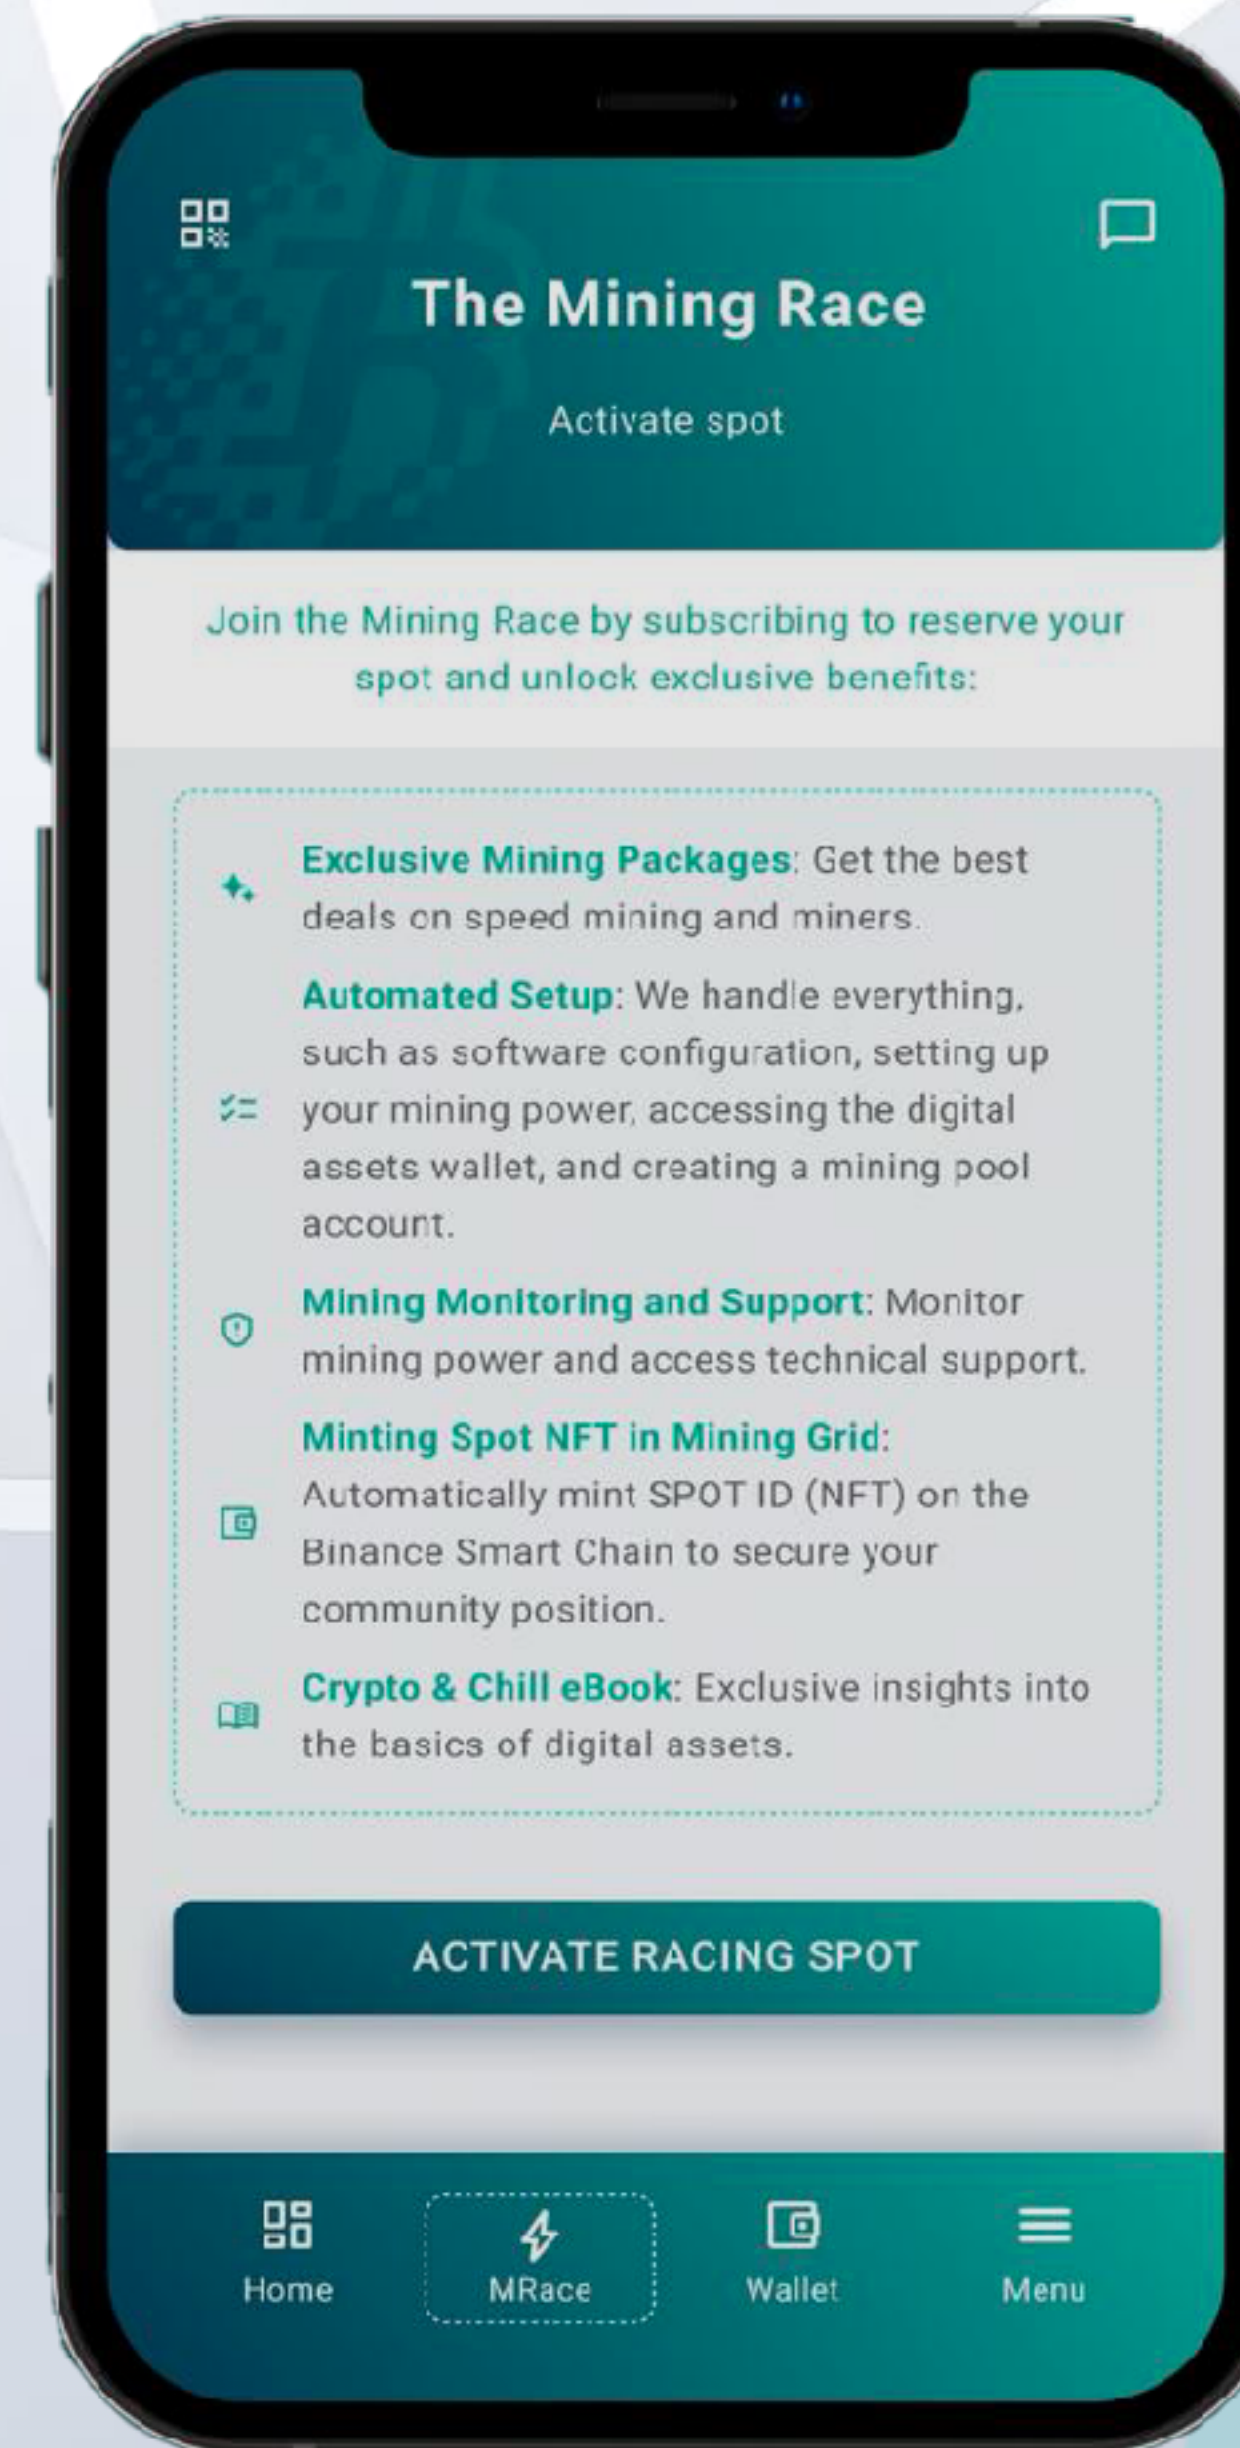 The Mining Race
Activate spot
Join the Mining Race by subscribing to reserve your
spot and unlock exclusive benefits:
Exclusive Mining Packages: Get the best
deals on speed mining and miners.
Automated Setup: We handle everything,
such as software configuration, setting up
your mining power, accessing the digital
assets wallet, and creating a mining pool
account.
Mining Monitoring and Support: Monitor
mining power and access technical support.
Minting Spot NFT in Mining Grid:
Automatically mint SPOT ID (NFT) on the
Binance Smart Chain to secure your
community position.
Crypto & Chill eBook: Exclusive insights into
the basics of digital assets.
ACTIVATE RACING SPOT
Home MRace Wallet Menu